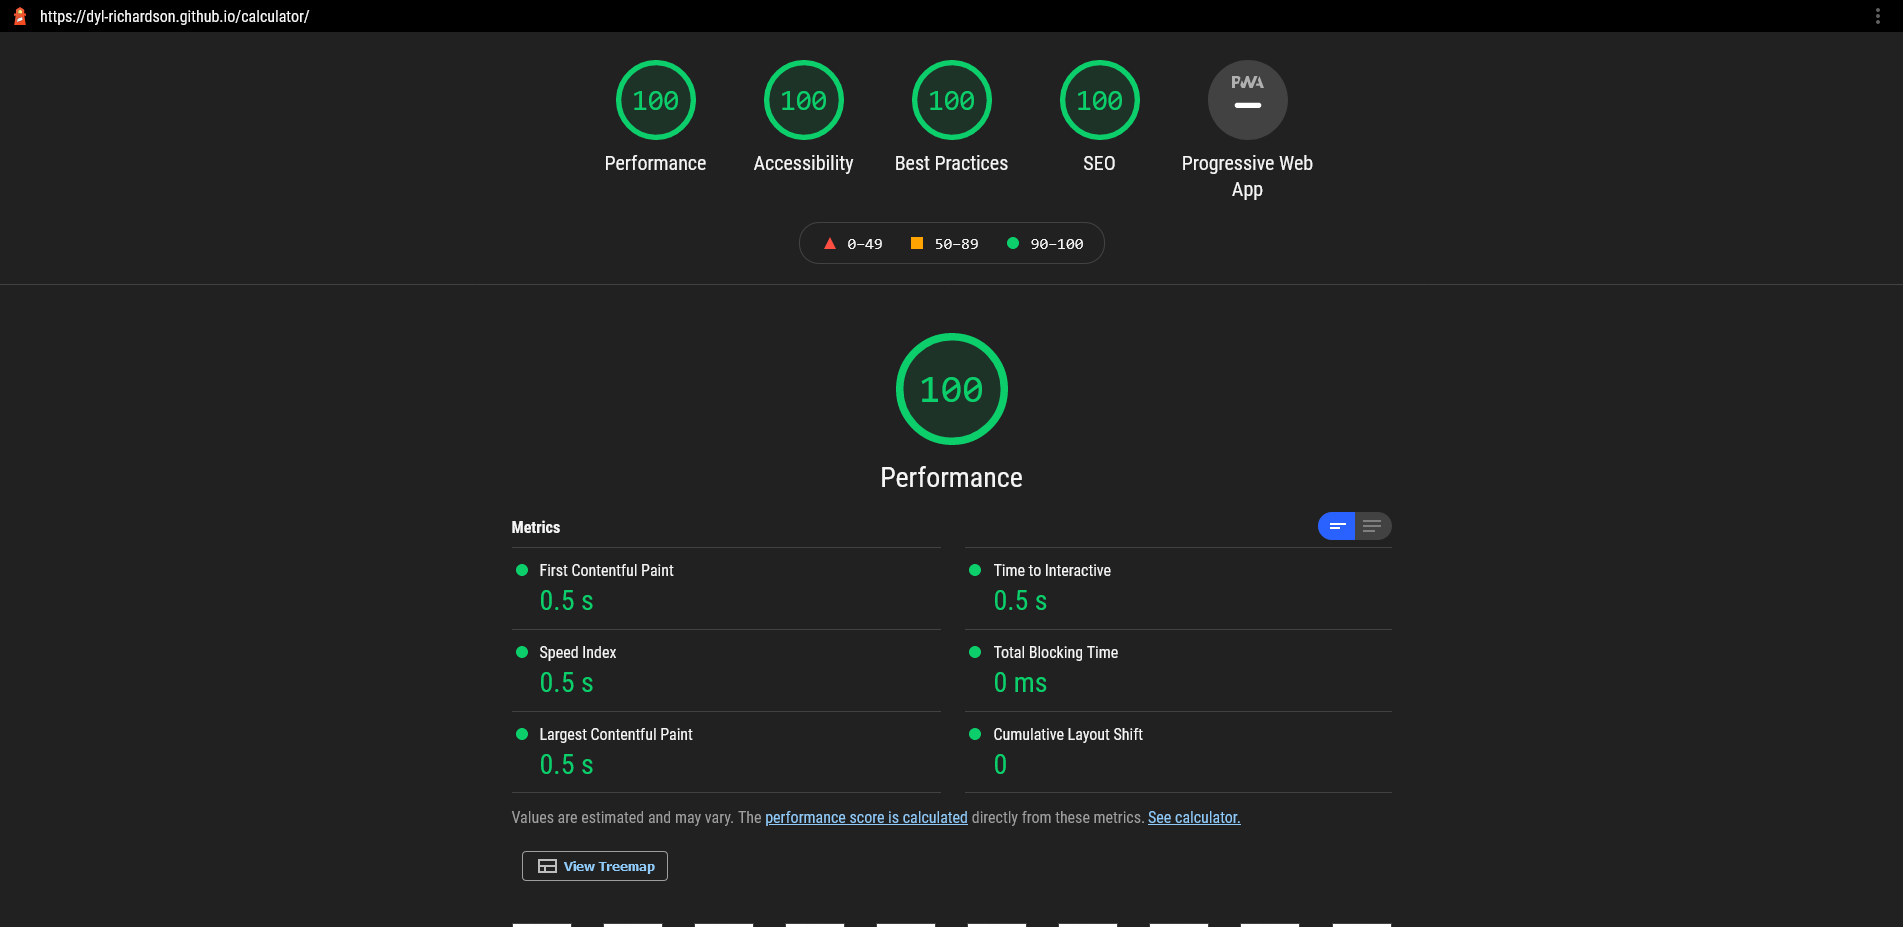 https://dyl-richardson.github.io/calculator/
100 100 100 100 PWA
Performance Accessibility Best Practices SEO Progressive Web
App
0–49 50–89 90–100
100
Performance
Metrics
First Contentful Paint
0.5 s
Time to Interactive
0.5 s
Speed Index
0.5 s
Total Blocking Time
0 ms
Largest Contentful Paint
0.5 s
Cumulative Layout Shift
0
Values are estimated and may vary. The performance score is calculated directly from these metrics. See calculator.
View Treemap